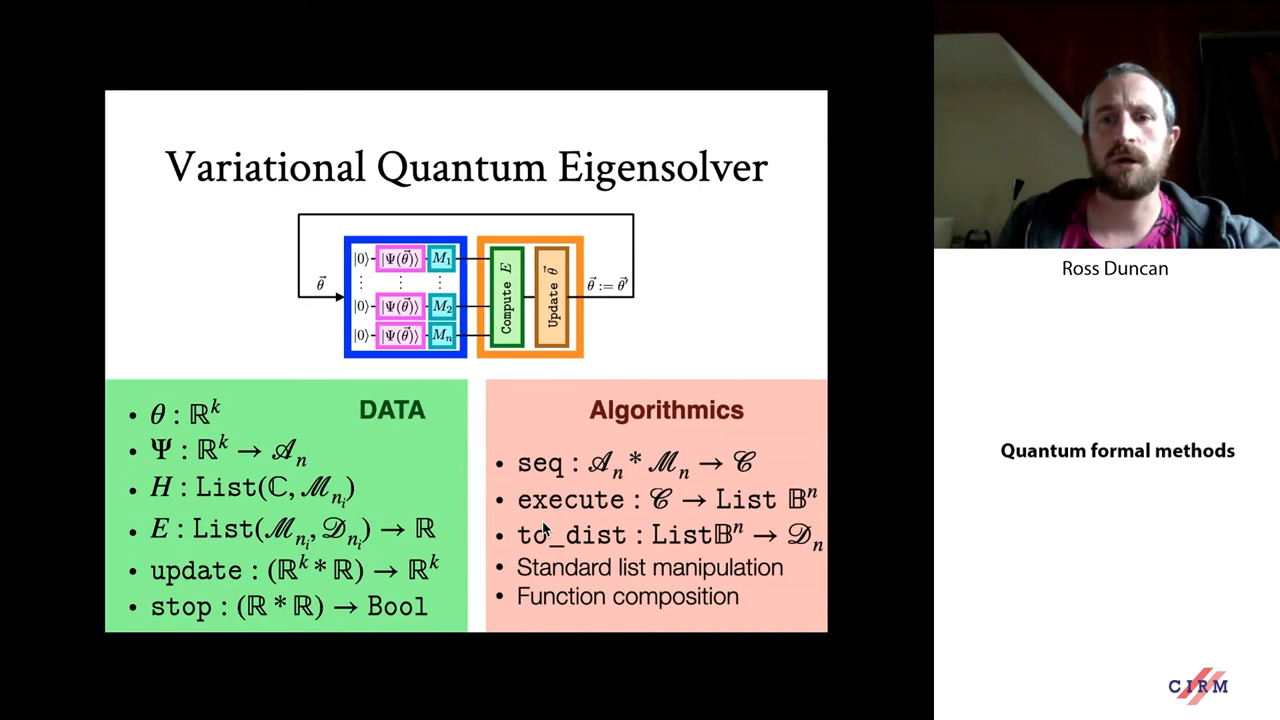 Variational Quantum Eigensolver
θ⃗
|0⟩ |Ψ(θ⃗)⟩ M₁
⋮ ⋮ ⋮
|0⟩ |Ψ(θ⃗)⟩ M₂
|0⟩ |Ψ(θ⃗)⟩ Mₙ
Compute E
Update θ⃗
θ⃗ := θ⃗′
DATA
• θ : ℝᵏ
• Ψ : ℝᵏ → 𝒜ₙ
• H : List(ℂ, ℳₙᵢ)
• E : List(ℳₙᵢ, 𝒟ₙᵢ) → ℝ
• update : (ℝᵏ * ℝ) → ℝᵏ
• stop : (ℝ * ℝ) → Bool
Algorithmics
• seq : 𝒜ₙ * ℳₙ → 𝒞
• execute : 𝒞 → List 𝔹ⁿ
• to_dist : List𝔹ⁿ → 𝒟ₙ
• Standard list manipulation
• Function composition
Ross Duncan
Quantum formal methods
CIRM